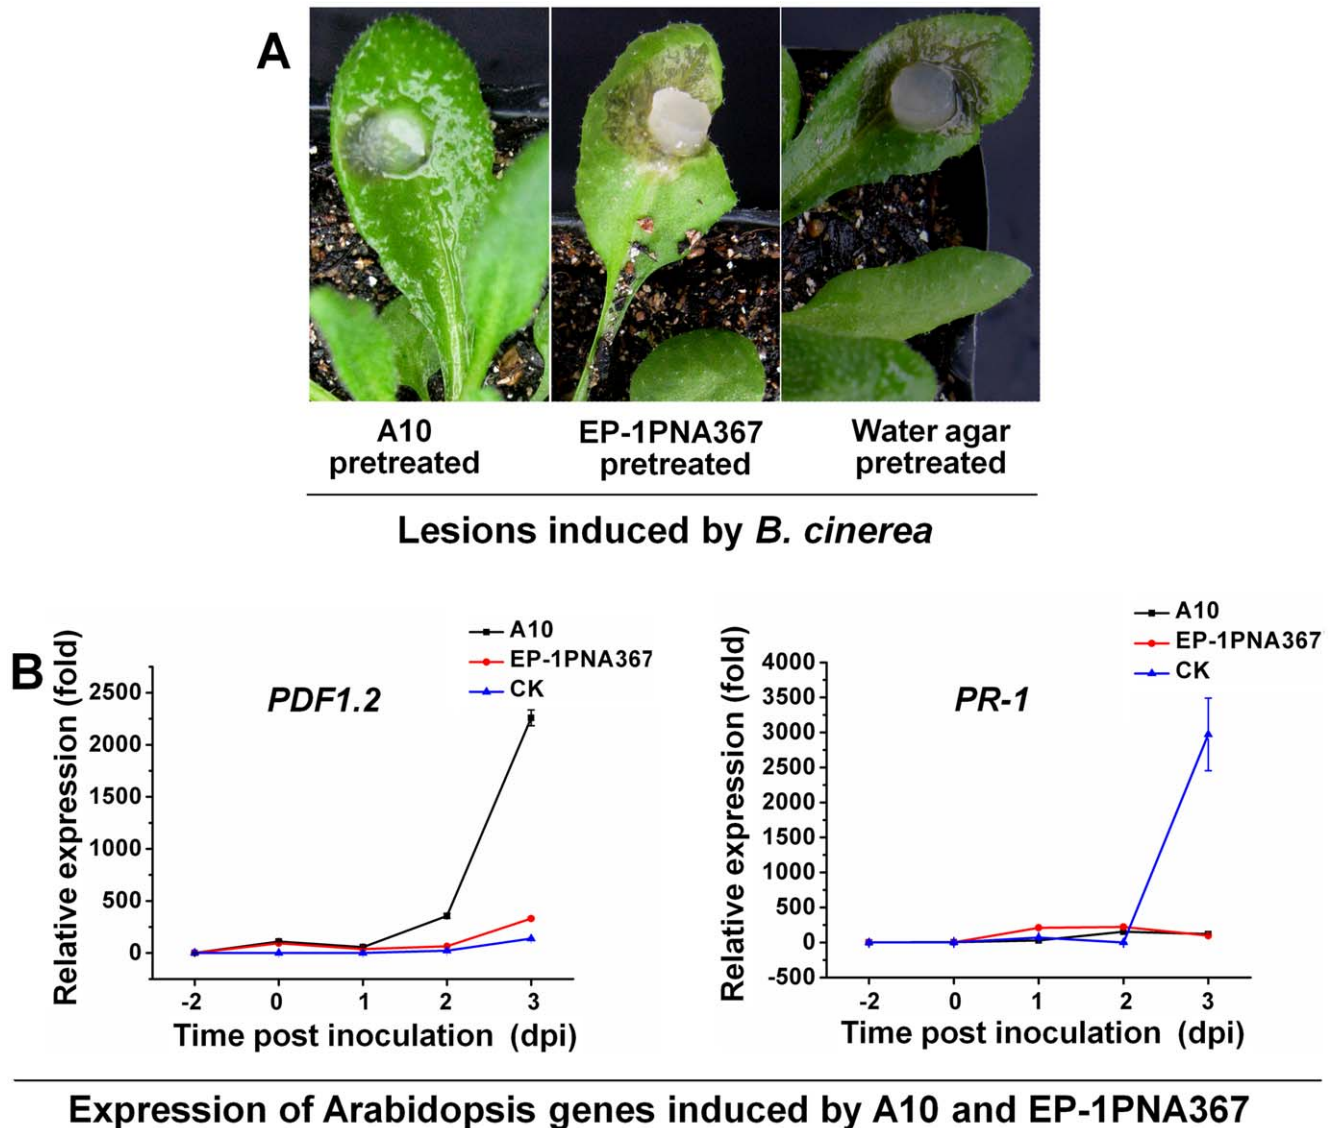 A
A10
pretreated
EP-1PNA367
pretreated
Water agar
pretreated
Lesions induced by B. cinerea
B
PDF1.2
A10
EP-1PNA367
CK
Relative expression (fold)
2500
2000
1500
1000
500
0
-2
0
1
2
3
Time post inoculation (dpi)
PR-1
A10
EP-1PNA367
CK
Relative expression (fold)
4000
3500
3000
2500
2000
1500
1000
500
0
-500
-2
0
1
2
3
Time post inoculation (dpi)
Expression of Arabidopsis genes induced by A10 and EP-1PNA367